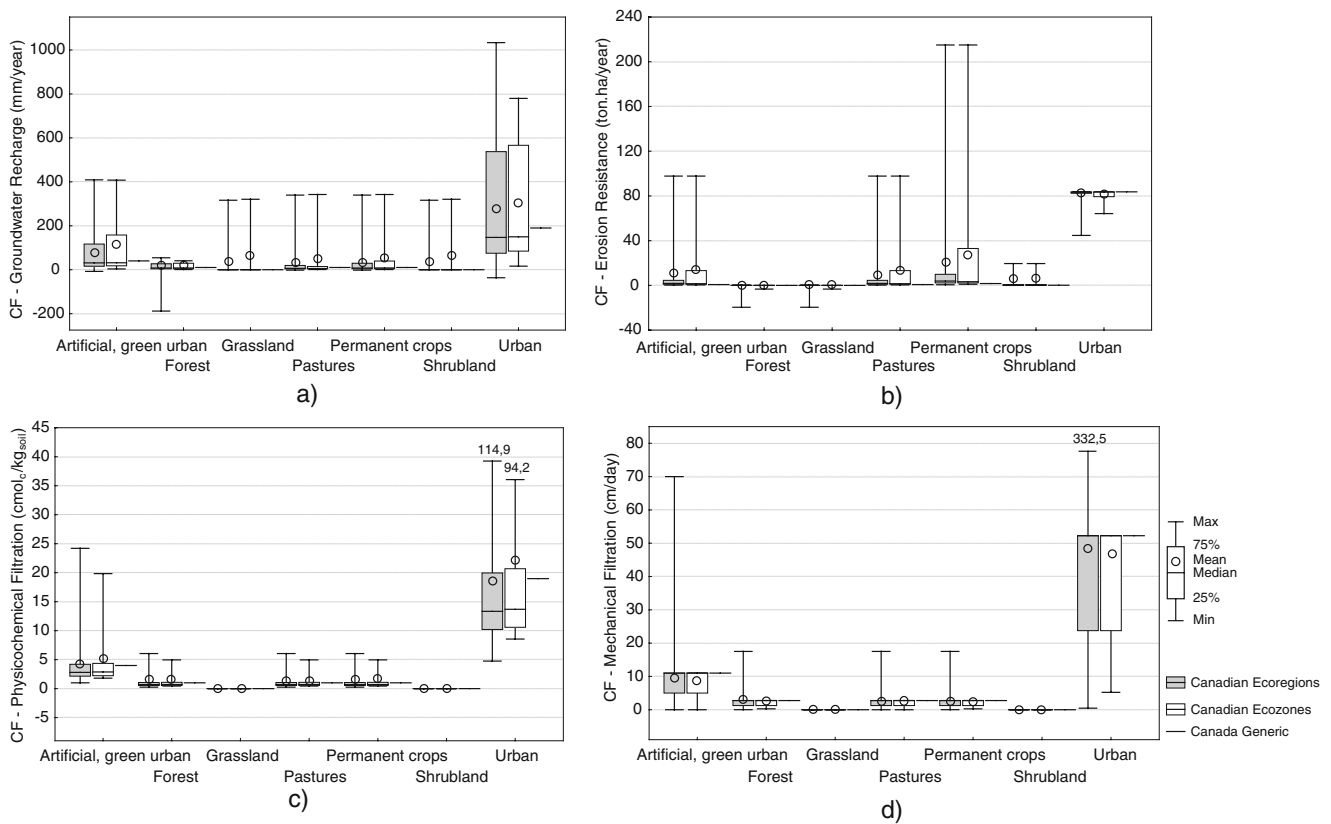 CF - Groundwater Recharge (mm/year)
1000
800
600
400
200
0
-200
Artificial, green urban
Forest
Grassland
Pastures
Permanent crops
Shrubland
Urban
a)
CF - Erosion Resistance (ton.ha/year)
240
200
160
120
80
40
0
-40
Artificial, green urban
Forest
Grassland
Pastures
Permanent crops
Shrubland
Urban
b)
CF - Physicochemical Filtration (cmolc/kgsoil)
45
40
35
30
25
20
15
10
5
0
-5
114,9
94,2
Artificial, green urban
Forest
Grassland
Pastures
Permanent crops
Shrubland
Urban
c)
CF - Mechanical Filtration (cm/day)
80
70
60
50
40
30
20
10
0
332,5
Artificial, green urban
Forest
Grassland
Pastures
Permanent crops
Shrubland
Urban
d)
Max
75%
Mean
Median
25%
Min
Canadian Ecoregions
Canadian Ecozones
Canada Generic